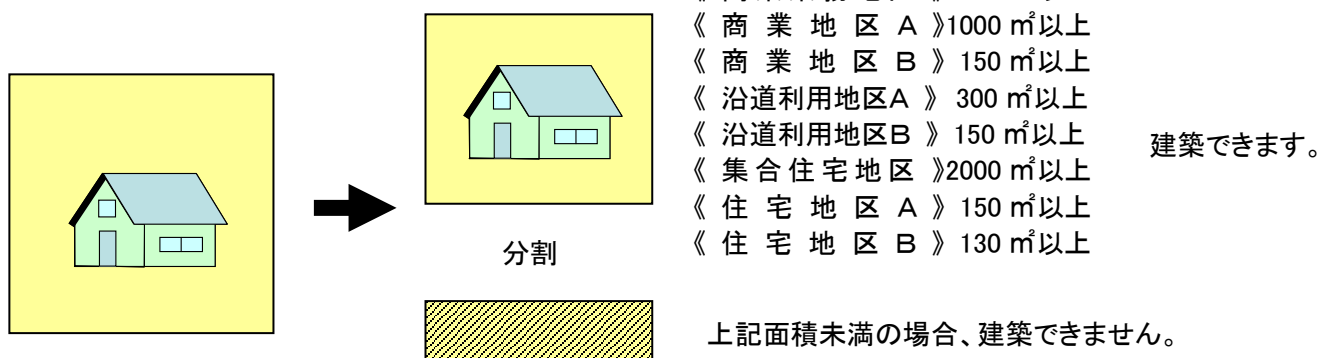 《 商 業 地 区 A 》1000 ㎡以上
《 商 業 地 区 B 》 150 ㎡以上
《 沿道利用地区A 》 300 ㎡以上
《 沿道利用地区B 》 150 ㎡以上
建築できます。
《 集合住宅地区 》2000 ㎡以上
《 住 宅 地 区 A 》 150 ㎡以上
《 住 宅 地 区 B 》 130 ㎡以上
分割
上記面積未満の場合、建築できません。